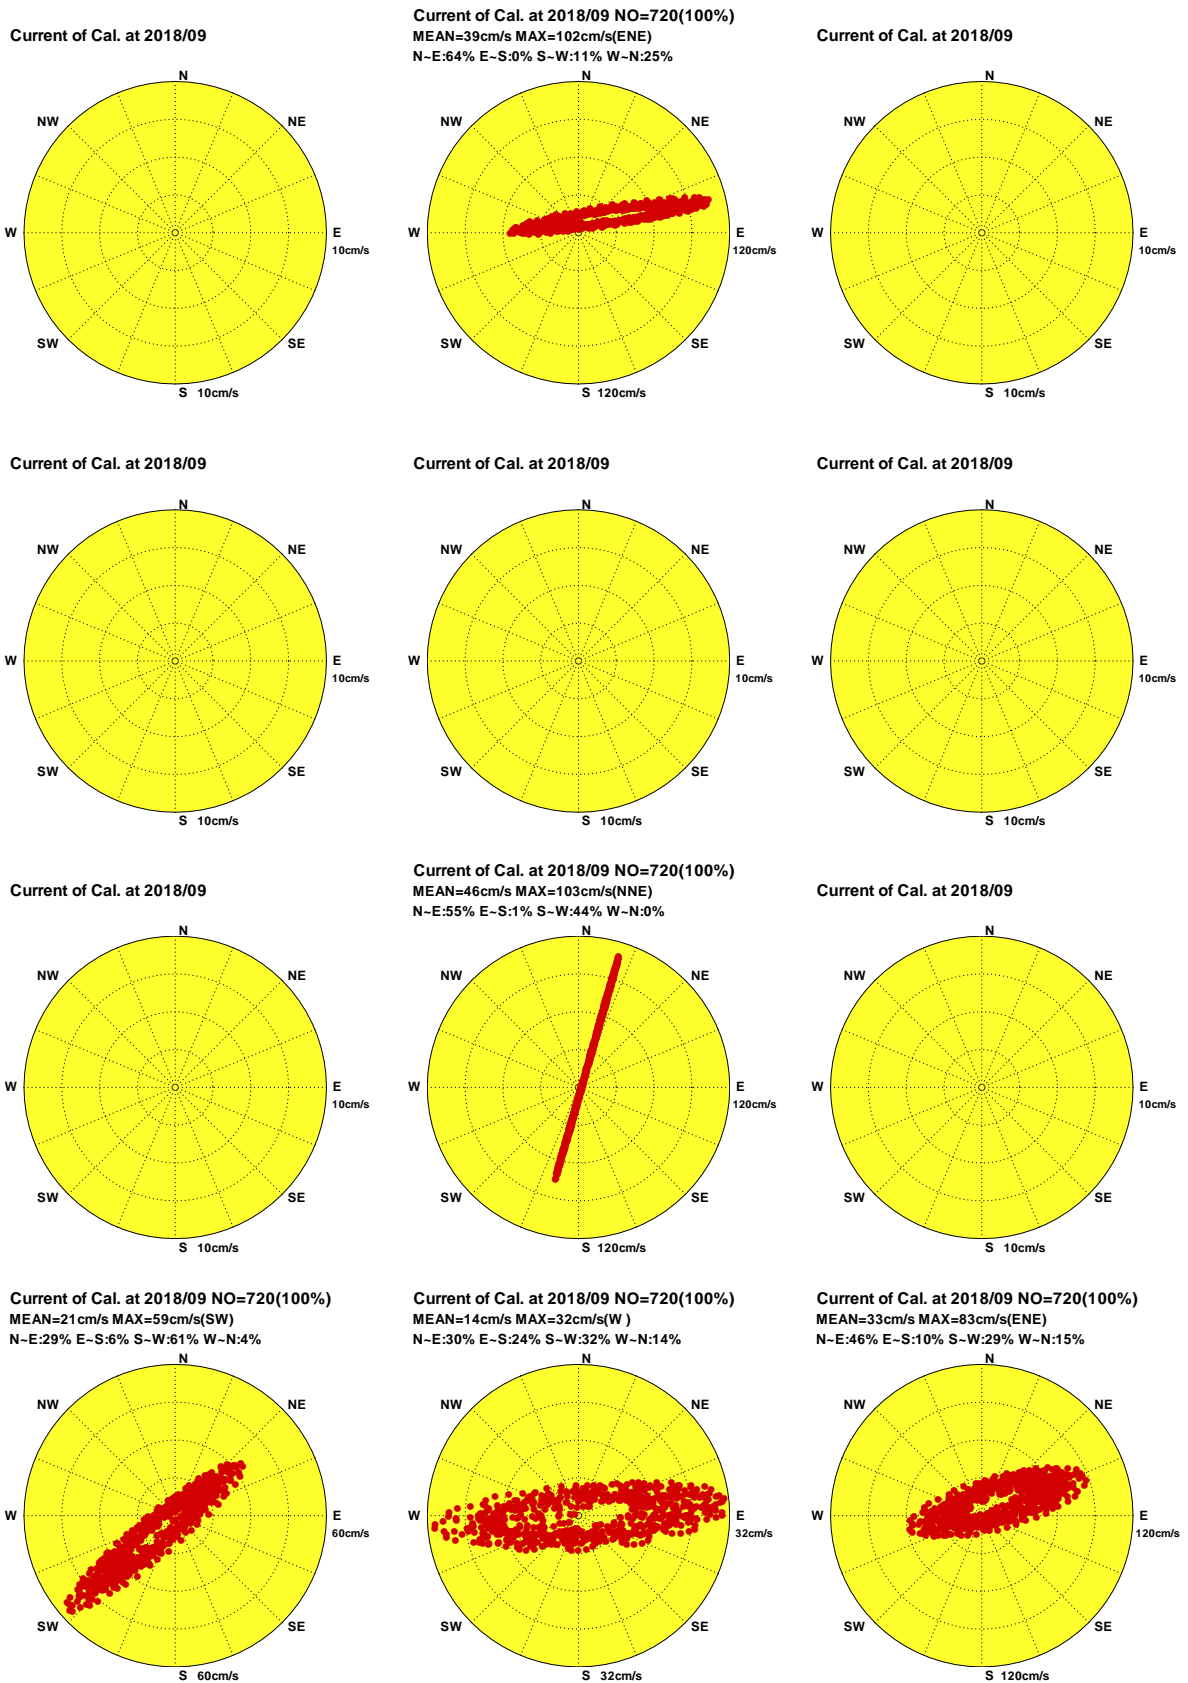 Current of Cal. at 2018/09
Current of Cal. at 2018/09 NO=720(100%)
MEAN=39cm/s MAX=102cm/s(ENE)
N~E:64% E~S:0% S~W:11% W~N:25%
Current of Cal. at 2018/09
N
NW
NE
W
E
10cm/s
SW
SE
S 10cm/s
N
NW
NE
W
E
120cm/s
SW
SE
S 120cm/s
N
NW
NE
W
E
10cm/s
SW
SE
S 10cm/s
Current of Cal. at 2018/09
Current of Cal. at 2018/09
Current of Cal. at 2018/09
N
NW
NE
W
E
10cm/s
SW
SE
S 10cm/s
N
NW
NE
W
E
10cm/s
SW
SE
S 10cm/s
N
NW
NE
W
E
10cm/s
SW
SE
S 10cm/s
Current of Cal. at 2018/09
Current of Cal. at 2018/09 NO=720(100%)
MEAN=46cm/s MAX=103cm/s(NNE)
N~E:55% E~S:1% S~W:44% W~N:0%
Current of Cal. at 2018/09
N
NW
NE
W
E
10cm/s
SW
SE
S 10cm/s
N
NW
NE
W
E
120cm/s
SW
SE
S 120cm/s
N
NW
NE
W
E
10cm/s
SW
SE
S 10cm/s
Current of Cal. at 2018/09 NO=720(100%)
MEAN=21cm/s MAX=59cm/s(SW)
N~E:29% E~S:6% S~W:61% W~N:4%
N
NW
NE
W
E
60cm/s
SW
SE
S 60cm/s
Current of Cal. at 2018/09 NO=720(100%)
MEAN=14cm/s MAX=32cm/s(W )
N~E:30% E~S:24% S~W:32% W~N:14%
N
NW
NE
W
E
32cm/s
SW
SE
S 32cm/s
Current of Cal. at 2018/09 NO=720(100%)
MEAN=33cm/s MAX=83cm/s(ENE)
N~E:46% E~S:10% S~W:29% W~N:15%
N
NW
NE
W
E
120cm/s
SW
SE
S 120cm/s